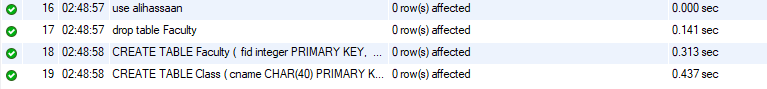 16 02:48:57 use alihassaan 0 row(s) affected 0.000 sec
17 02:48:57 drop table Faculty 0 row(s) affected 0.141 sec
18 02:48:58 CREATE TABLE Faculty ( fid integer PRIMARY KEY, ... 0 row(s) affected 0.313 sec
19 02:48:58 CREATE TABLE Class ( cname CHAR(40) PRIMARY K... 0 row(s) affected 0.437 sec